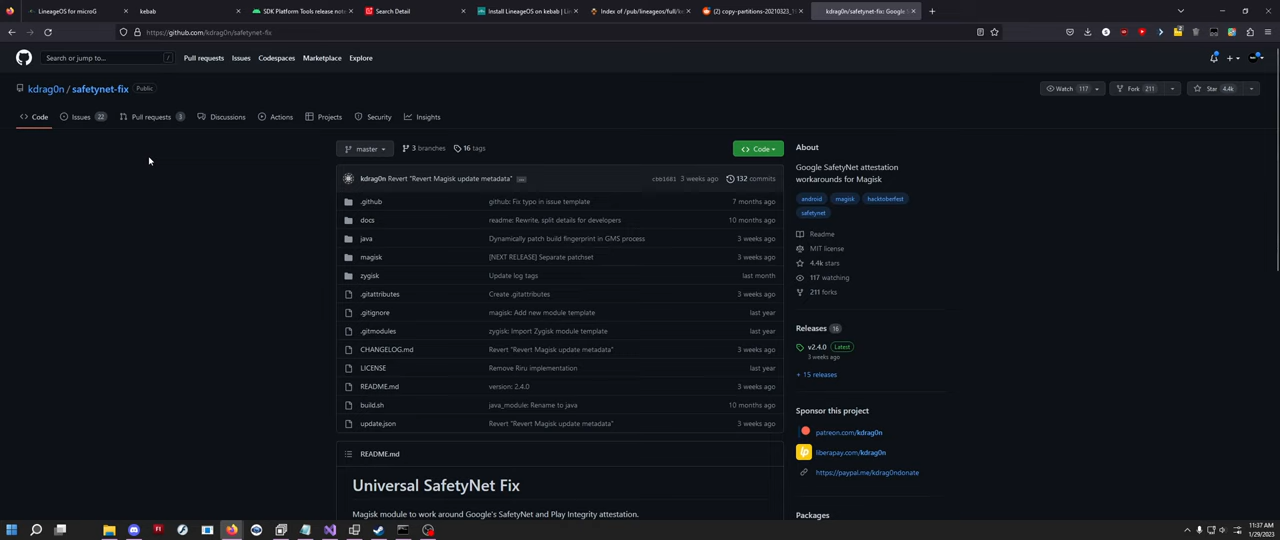 LineageOS for microG
kebab
SDK Platform Tools release note
Search Detail
Install LineageOS on kebab | Lin
Index of /pub/lineageos/full/ke
(2) copy-partitions-20210323_19
kdrag0n/safetynet-fix: Google S
https://github.com/kdrag0n/safetynet-fix
Search or jump to...
/
Pull requests
Issues
Codespaces
Marketplace
Explore
kdrag0n / safetynet-fix
Public
Watch 117
Fork 211
Star 4.4k
Code
Issues 22
Pull requests 3
Discussions
Actions
Projects
Security
Insights
master
3 branches
16 tags
Code
kdrag0n Revert "Revert Magisk update metadata" ...
cbb1681 3 weeks ago
132 commits
.github
github: Fix typo in issue template
7 months ago
docs
readme: Rewrite, split details for developers
10 months ago
java
Dynamically patch build fingerprint in GMS process
3 weeks ago
magisk
[NEXT RELEASE] Separate patchset
3 weeks ago
zygisk
Update log tags
last month
.gitattributes
Create .gitattributes
3 weeks ago
.gitignore
magisk: Add new module template
last year
.gitmodules
zygisk: Import Zygisk module template
last year
CHANGELOG.md
Revert "Revert Magisk update metadata"
3 weeks ago
LICENSE
Remove Riru implementation
last year
README.md
version: 2.4.0
3 weeks ago
build.sh
java_module: Rename to java
10 months ago
update.json
Revert "Revert Magisk update metadata"
3 weeks ago
README.md
Universal SafetyNet Fix
Magisk module to work around Google's SafetyNet and Play Integrity attestation.
About
Google SafetyNet attestation
workarounds for Magisk
android
magisk
hacktoberfest
safetynet
Readme
MIT license
4.4k stars
117 watching
211 forks
Releases 16
v2.4.0 Latest
3 weeks ago
+ 15 releases
Sponsor this project
patreon.com/kdrag0n
liberapay.com/kdrag0n
https://paypal.me/kdrag0ndonate
Packages
11:37 AM
1/29/2023